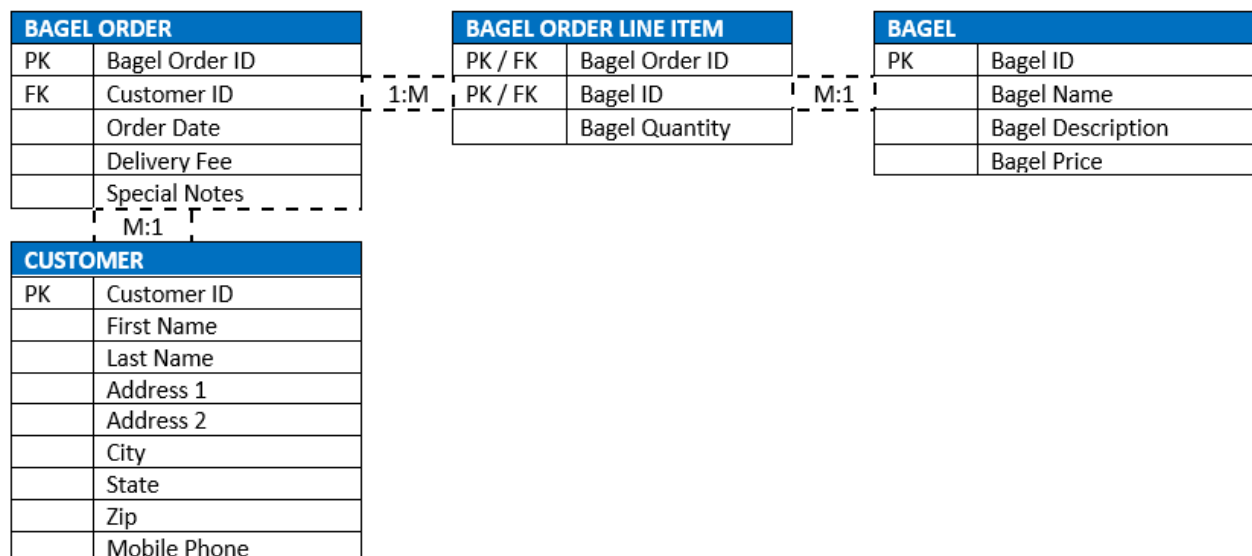 BAGEL ORDER
PK Bagel Order ID
FK Customer ID
Order Date
Delivery Fee
Special Notes
1:M
BAGEL ORDER LINE ITEM
PK / FK Bagel Order ID
PK / FK Bagel ID
Bagel Quantity
M:1
BAGEL
PK Bagel ID
Bagel Name
Bagel Description
Bagel Price
M:1
CUSTOMER
PK Customer ID
First Name
Last Name
Address 1
Address 2
City
State
Zip
Mobile Phone